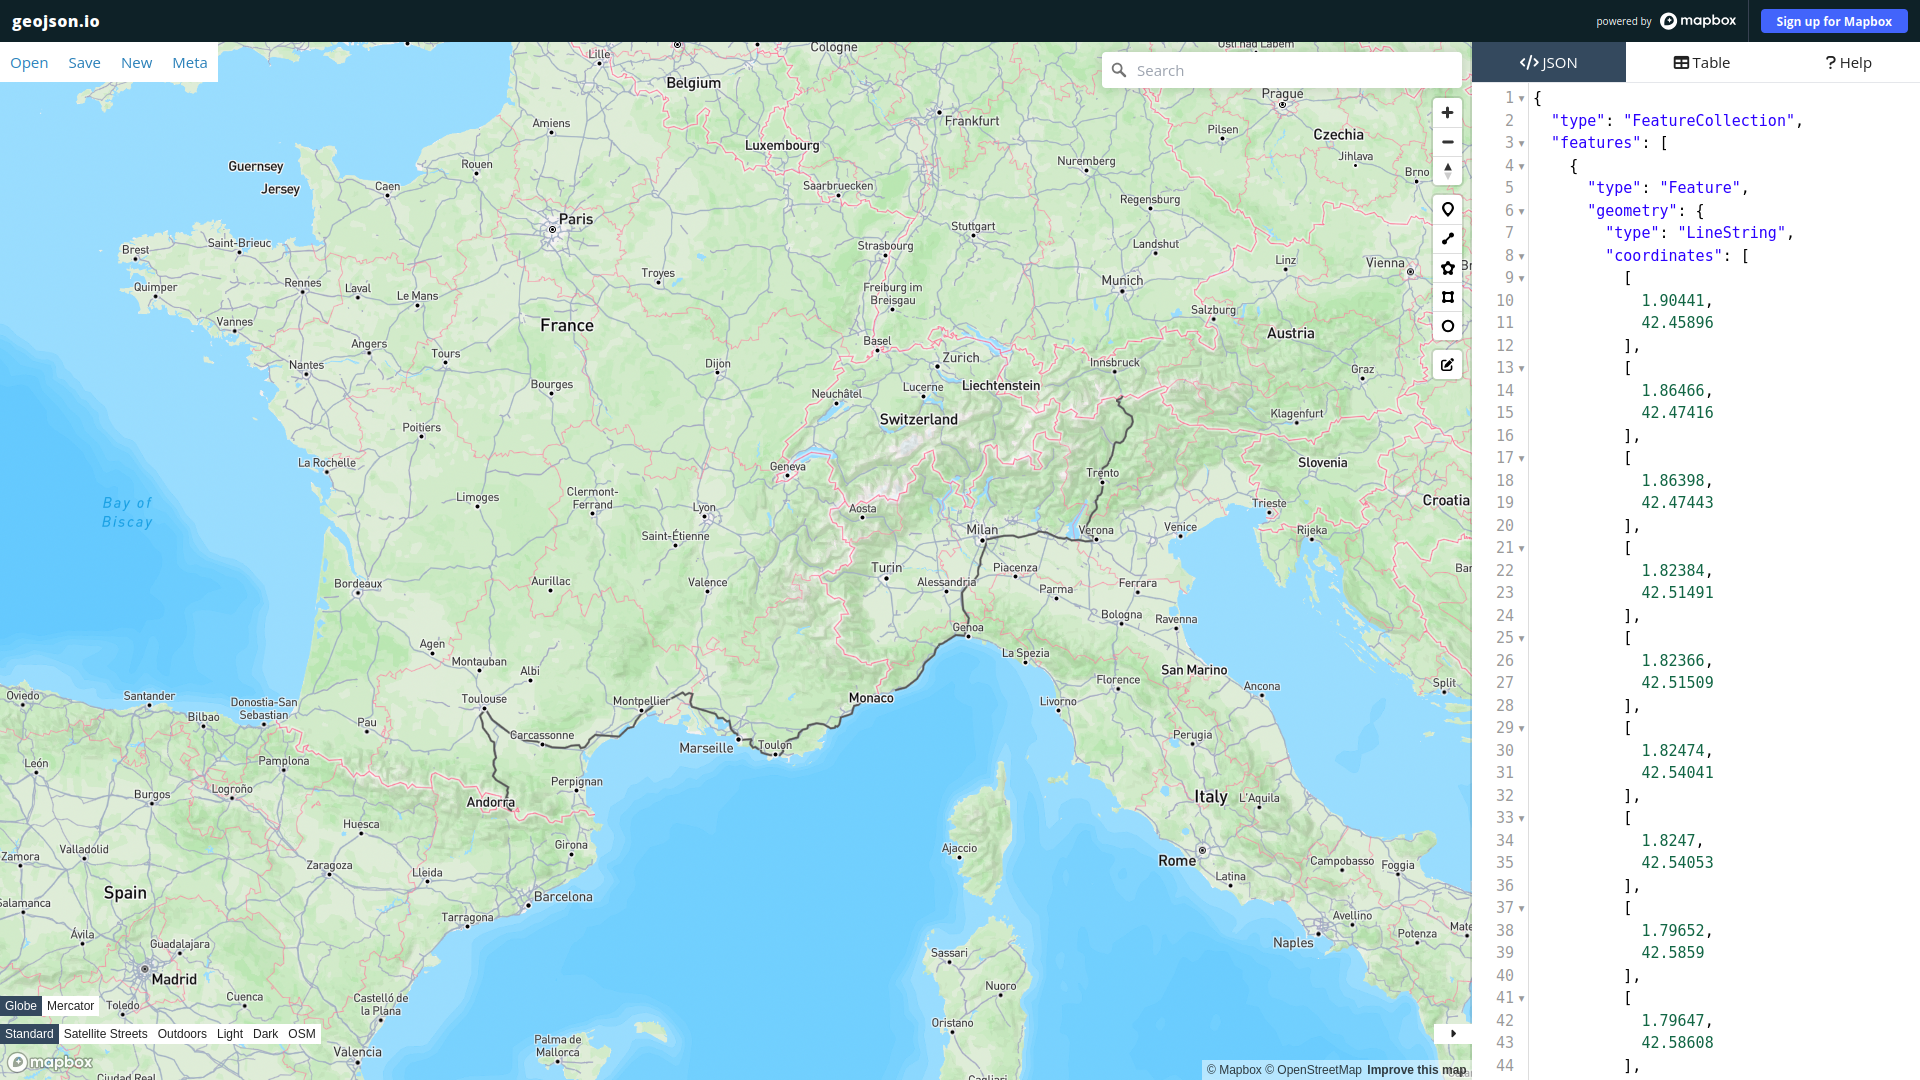 geojson.io
powered by mapbox
Sign up for Mapbox
Open Save New Meta
Search
JSON
Table
? Help
Cologne
Lille
Belgium
Prague
Amiens
Frankfurt
Pilsen
Czechia
Luxembourg
Guernsey
Rouen
Nuremberg
Jihlava
Jersey
Caen
Saarbruecken
Brno
Regensburg
Paris
Stuttgart
Brest
Saint-Brieuc
Strasbourg
Landshut
Linz
Vienna
Troyes
Munich
Quimper
Rennes
Laval
Le Mans
Freiburg im
Breisgau
Salzburg
Vannes
France
Austria
Angers
Tours
Basel
Zurich
Nantes
Dijon
Innsbruck
Graz
Bourges
Neuchâtel
Lucerne
Liechtenstein
Switzerland
Klagenfurt
Poitiers
La Rochelle
Geneva
Trento
Slovenia
Limoges
Clermont-
Ferrand
Bay of
Biscay
Lyon
Aosta
Trieste
Croatia
Saint-Étienne
Milan
Verona
Venice
Rijeka
Bordeaux
Aurillac
Valence
Turin
Alessandria
Piacenza
Parma
Ferrara
Bologna
Ravenna
Genoa
Agen
Montauban
Albi
La Spezia
San Marino
Florence
Oviedo
Santander
Donostia-San
Sebastian
Toulouse
Montpellier
Monaco
Livorno
Ancona
Split
Bilbao
Pau
Carcassonne
Marseille
Toulon
Perugia
León
Pamplona
Perpignan
Burgos
Logroño
Andorra
Italy
L'Aquila
Huesca
Zamora
Valladolid
Girona
Ajaccio
Rome
Campobasso
Foggia
Zaragoza
Lleida
Latina
Spain
Barcelona
Salamanca
Tarragona
Avellino
Ávila
Guadalajara
Naples
Potenza
Sassari
Madrid
Nuoro
Toledo
Cuenca
Castelló de
la Plana
Oristano
Palma de
Mallorca
Valencia
Ciudad Real
Cagliari
Globe Mercator
Standard Satellite Streets Outdoors Light Dark OSM
mapbox
© Mapbox © OpenStreetMap Improve this map
1 {
2 "type": "FeatureCollection",
3 "features": [
4 {
5 "type": "Feature",
6 "geometry": {
7 "type": "LineString",
8 "coordinates": [
9 [
10 1.90441,
11 42.45896
12 ],
13 [
14 1.86466,
15 42.47416
16 ],
17 [
18 1.86398,
19 42.47443
20 ],
21 [
22 1.82384,
23 42.51491
24 ],
25 [
26 1.82366,
27 42.51509
28 ],
29 [
30 1.82474,
31 42.54041
32 ],
33 [
34 1.8247,
35 42.54053
36 ],
37 [
38 1.79652,
39 42.5859
40 ],
41 [
42 1.79647,
43 42.58608
44 ],